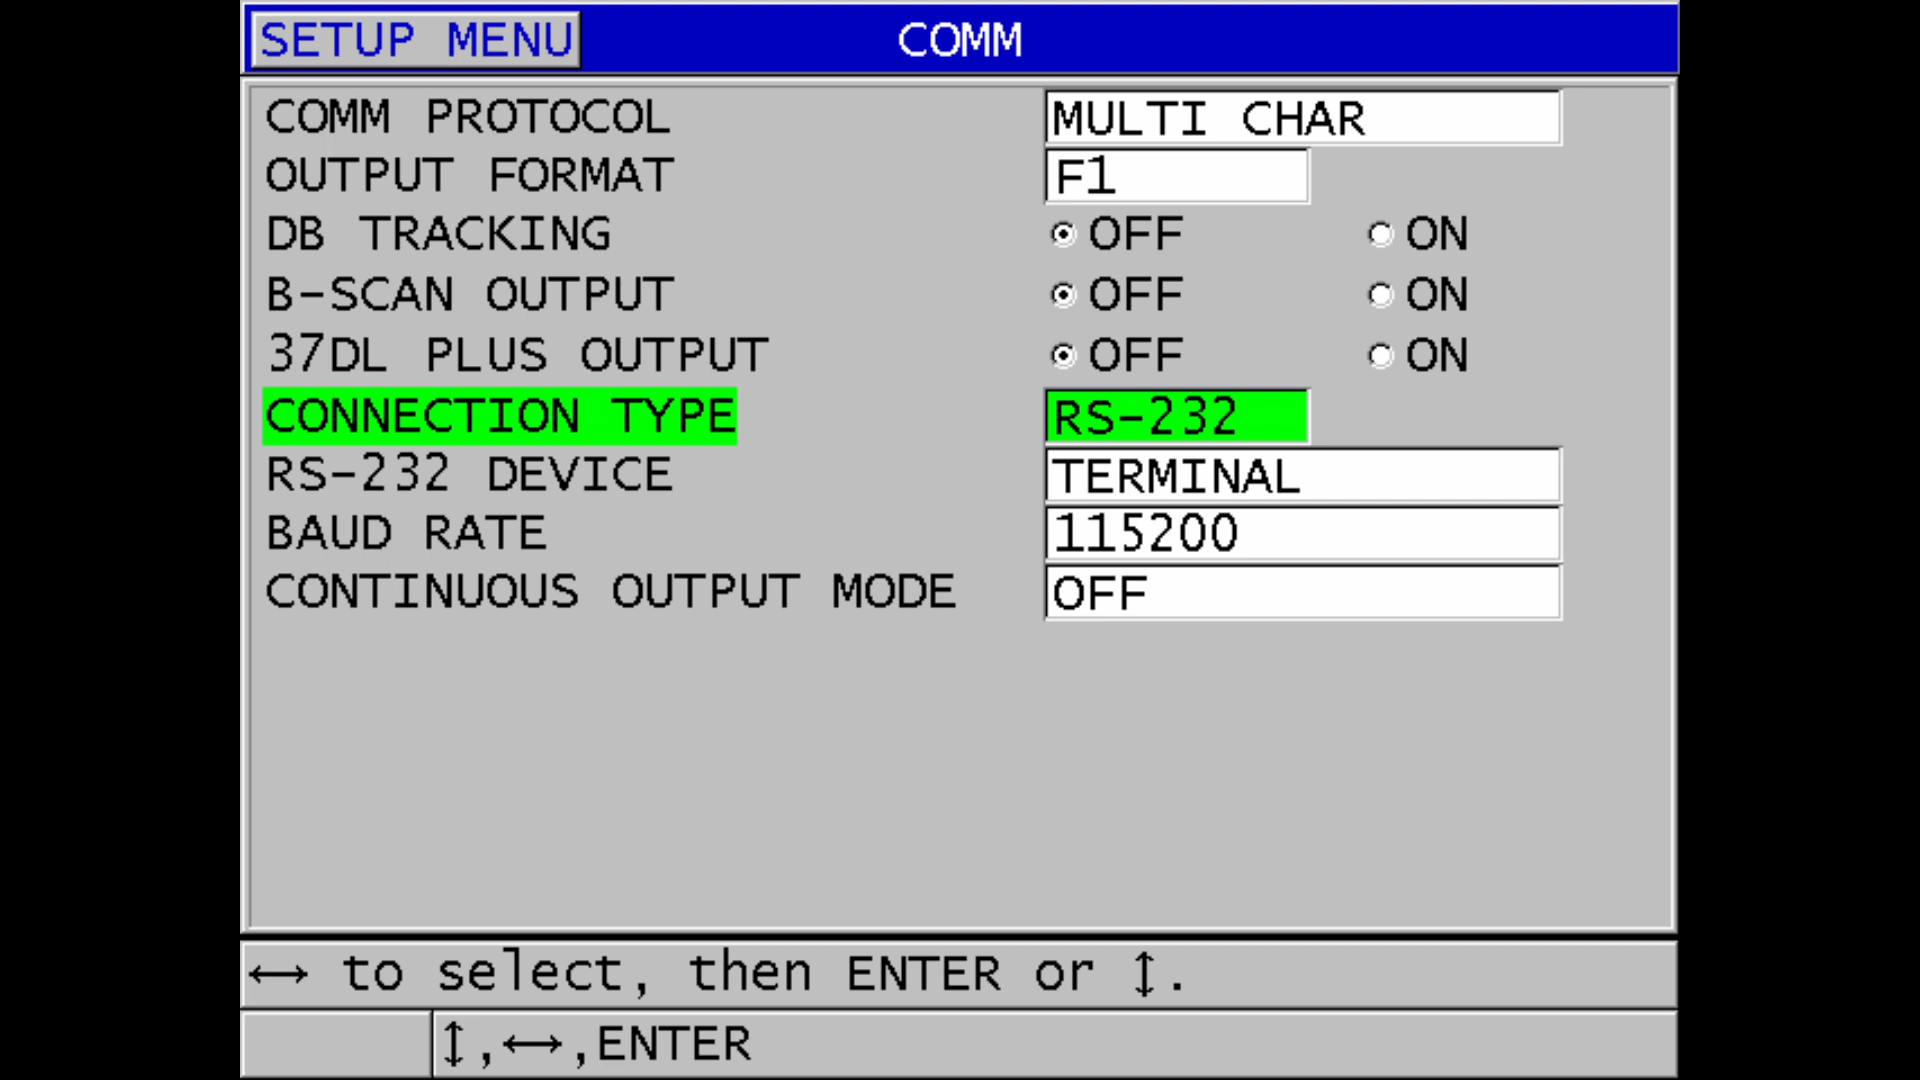 SETUP MENU COMM
COMM PROTOCOL MULTI CHAR
OUTPUT FORMAT F1
DB TRACKING OFF ON
B-SCAN OUTPUT OFF ON
37DL PLUS OUTPUT OFF ON
CONNECTION TYPE RS-232
RS-232 DEVICE TERMINAL
BAUD RATE 115200
CONTINUOUS OUTPUT MODE OFF
↔ to select, then ENTER or ↕.
↕,↔,ENTER